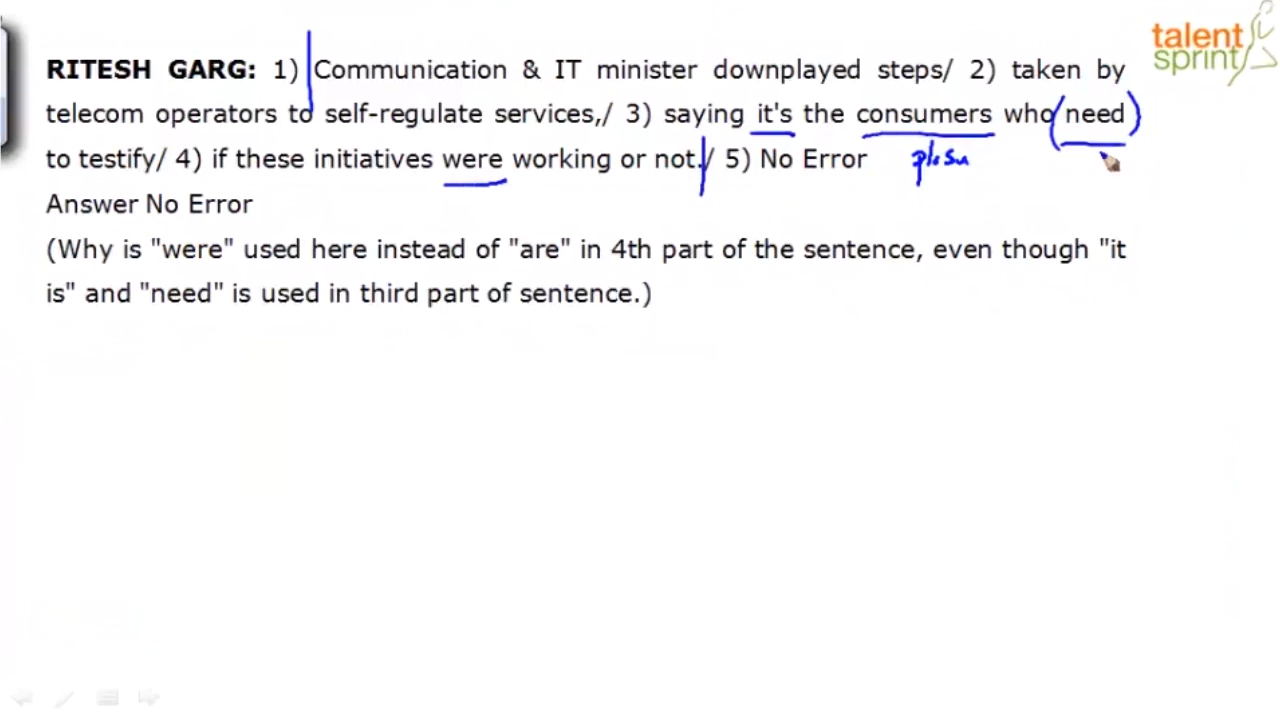 talent
sprint
RITESH GARG: 1) Communication & IT minister downplayed steps/ 2) taken by
telecom operators to self-regulate services,/ 3) saying it's the consumers who need
to testify/ 4) if these initiatives were working or not./ 5) No Error
Answer No Error
(Why is "were" used here instead of "are" in 4th part of the sentence, even though "it
is" and "need" is used in third part of sentence.)